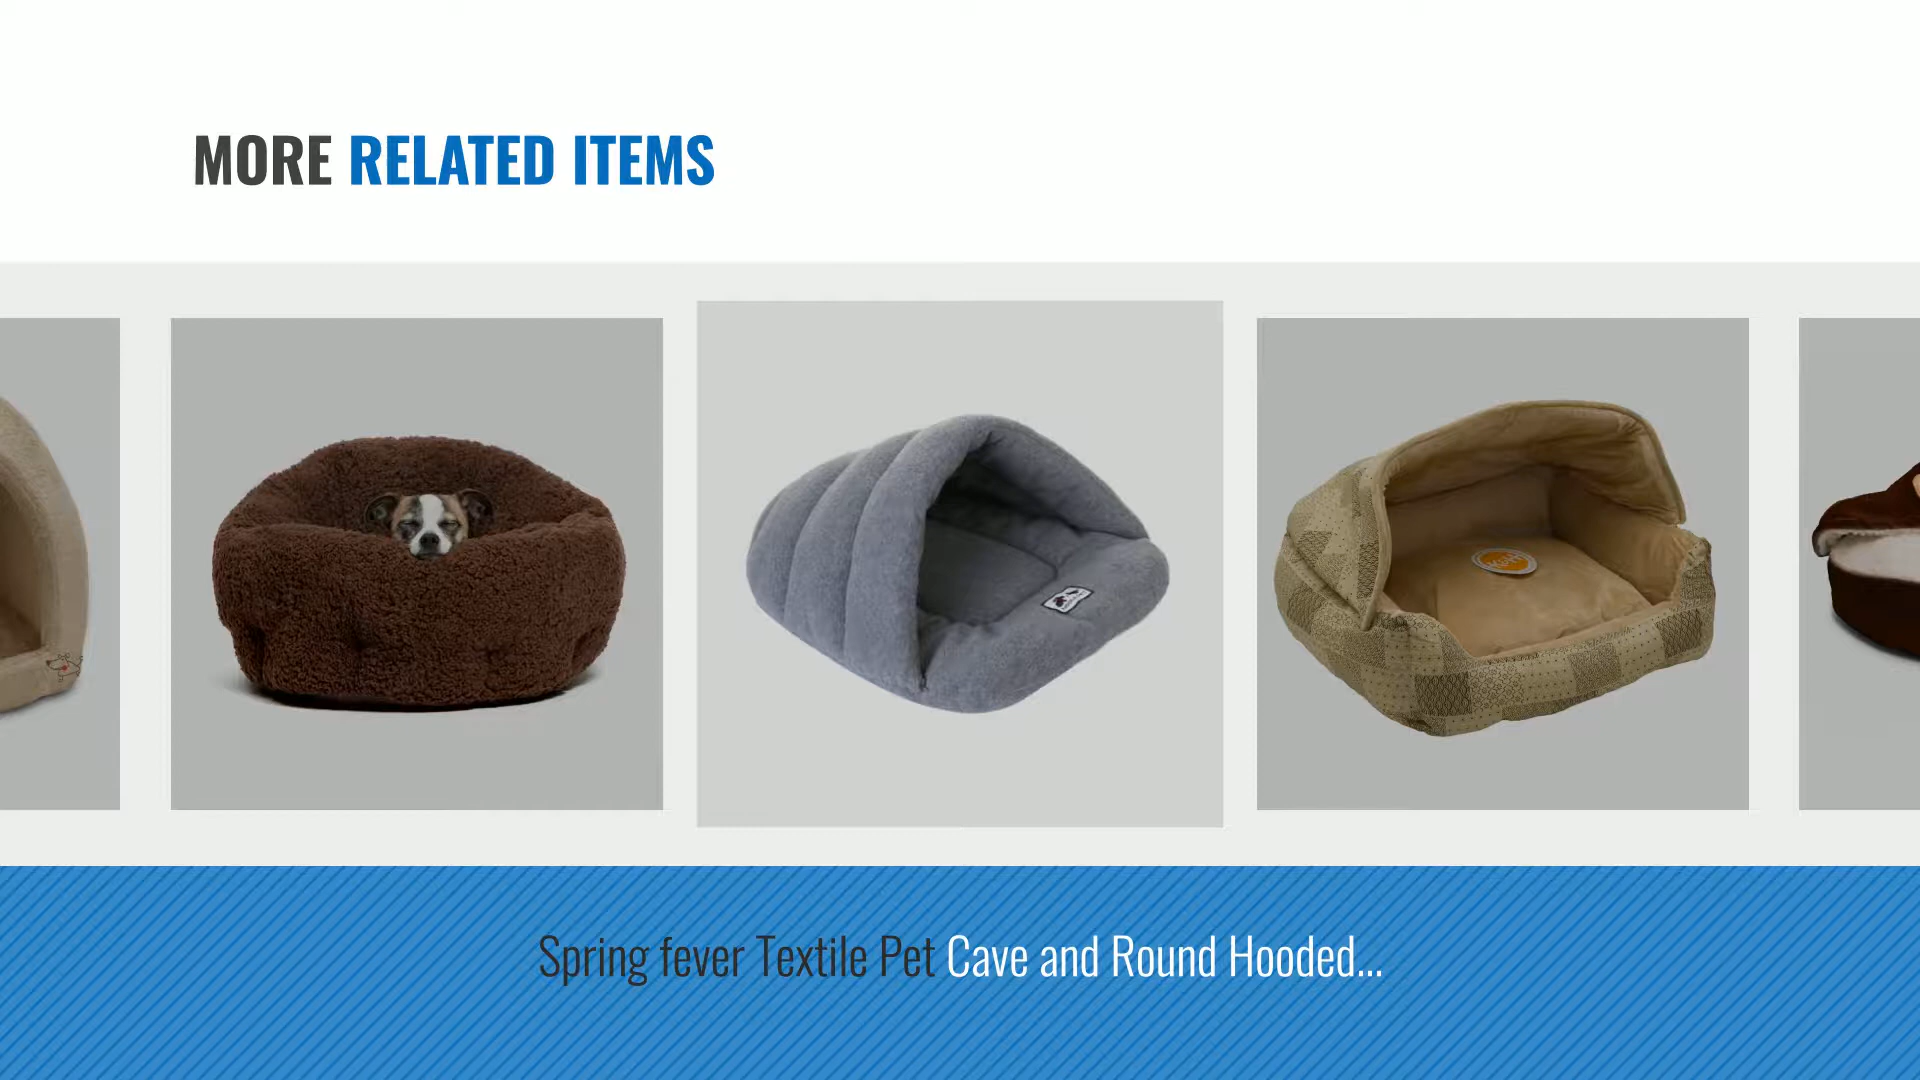 MORE RELATED ITEMS
K&H
Spring fever Textile Pet Cave and Round Hooded...